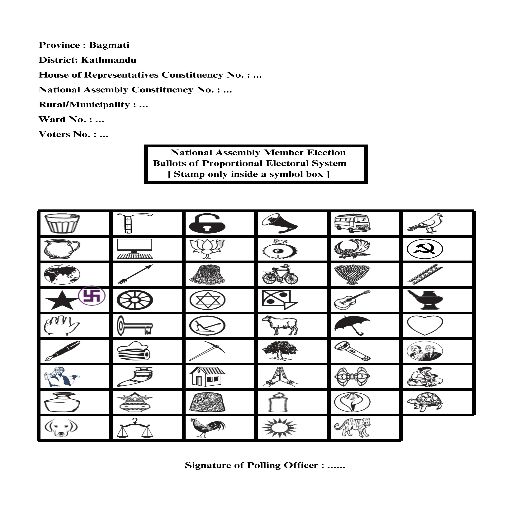 Province : Bagmati
District: Kathmandu
House of Representatives Constituency No. : ...
National Assembly Constituency No. : ...
Rural/Municipality : ...
Ward No. : ...
Voters No. : ...
National Assembly Member Election
Ballots of Proportional Electoral System
[ Stamp only inside a symbol box ]
Signature of Polling Officer : ......